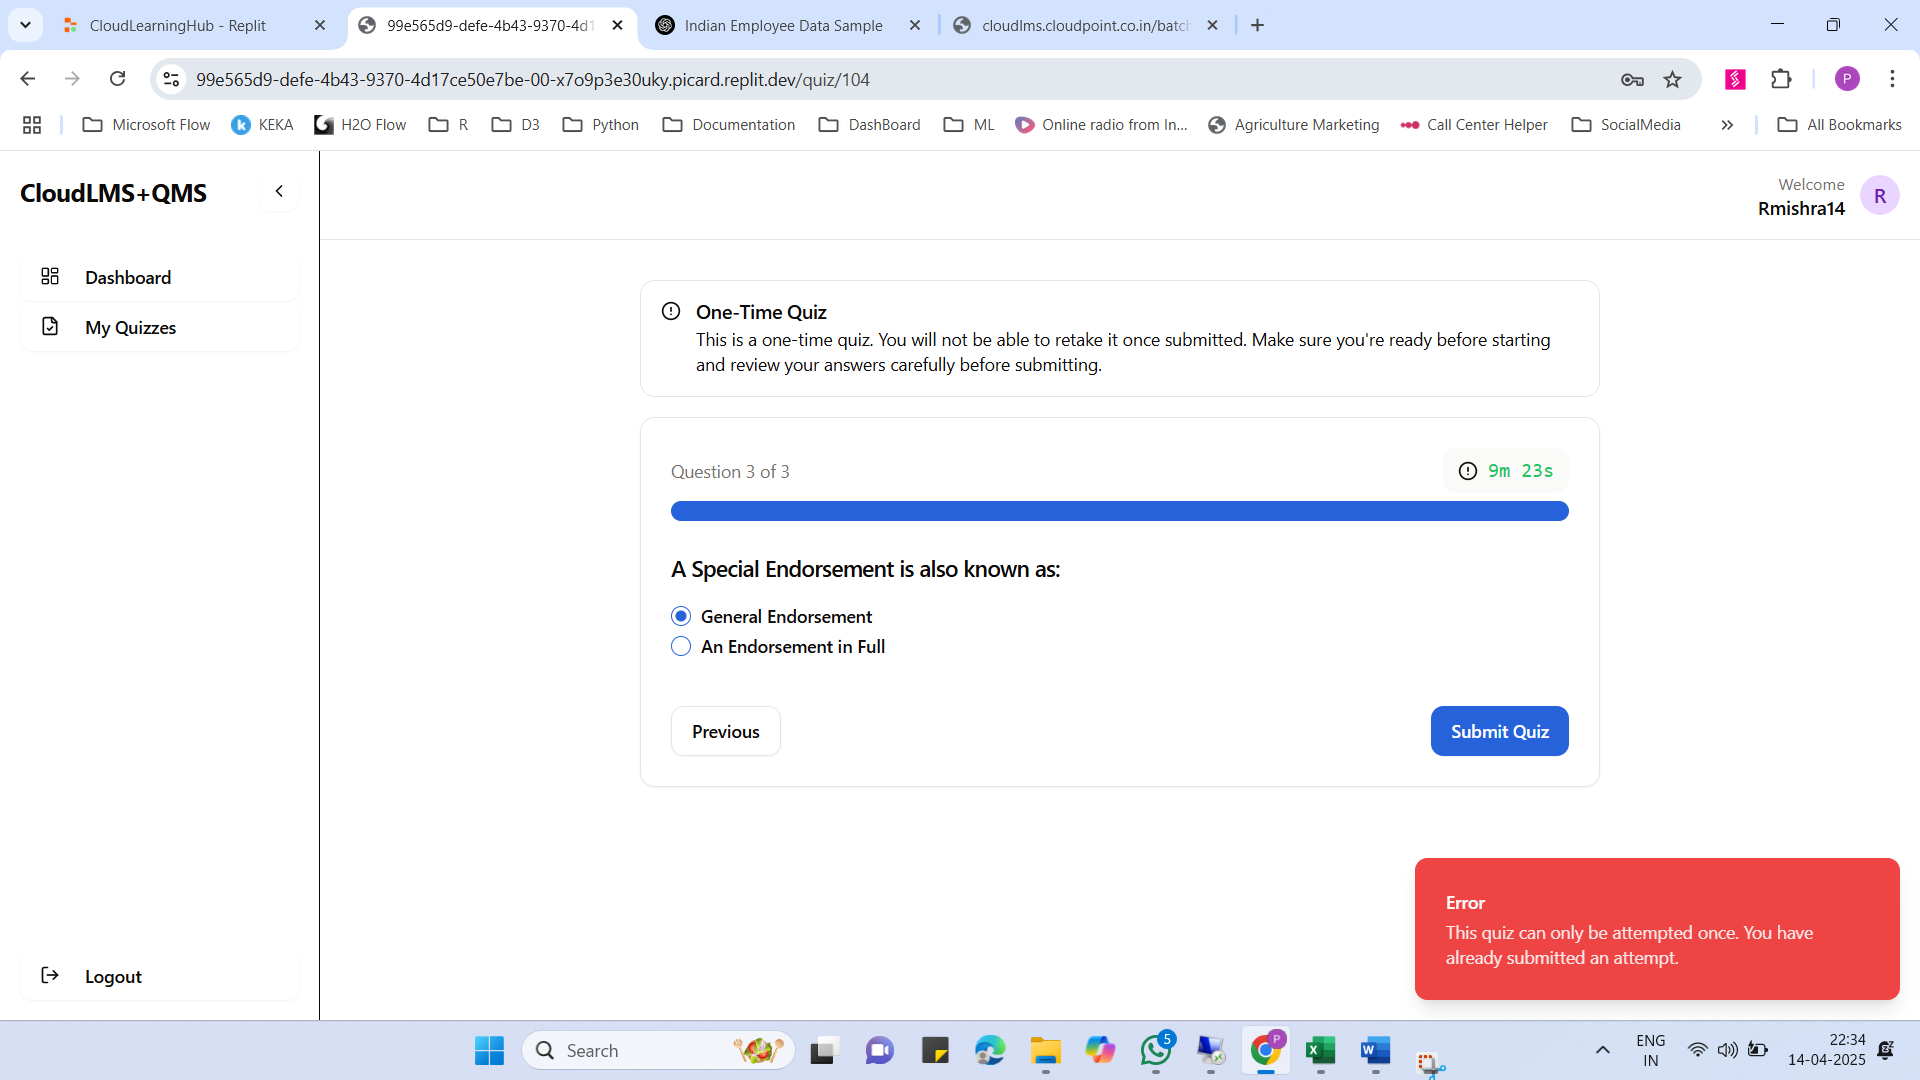 CloudLearningHub - Replit
99e565d9-defe-4b43-9370-4d1
Indian Employee Data Sample
cloudlms.cloudpoint.co.in/batch
99e565d9-defe-4b43-9370-4d17ce50e7be-00-x7o9p3e30uky.picard.replit.dev/quiz/104
P
Microsoft Flow
KEKA
H2O Flow
R
D3
Python
Documentation
DashBoard
ML
Online radio from In...
Agriculture Marketing
Call Center Helper
SocialMedia
All Bookmarks
CloudLMS+QMS
Welcome
Rmishra14
R
Dashboard
My Quizzes
Logout
One-Time Quiz
This is a one-time quiz. You will not be able to retake it once submitted. Make sure you're ready before starting
and review your answers carefully before submitting.
Question 3 of 3
9m 23s
A Special Endorsement is also known as:
General Endorsement
An Endorsement in Full
Previous
Submit Quiz
Error
This quiz can only be attempted once. You have
already submitted an attempt.
Search
5
P
ENG
IN
22:34
14-04-2025